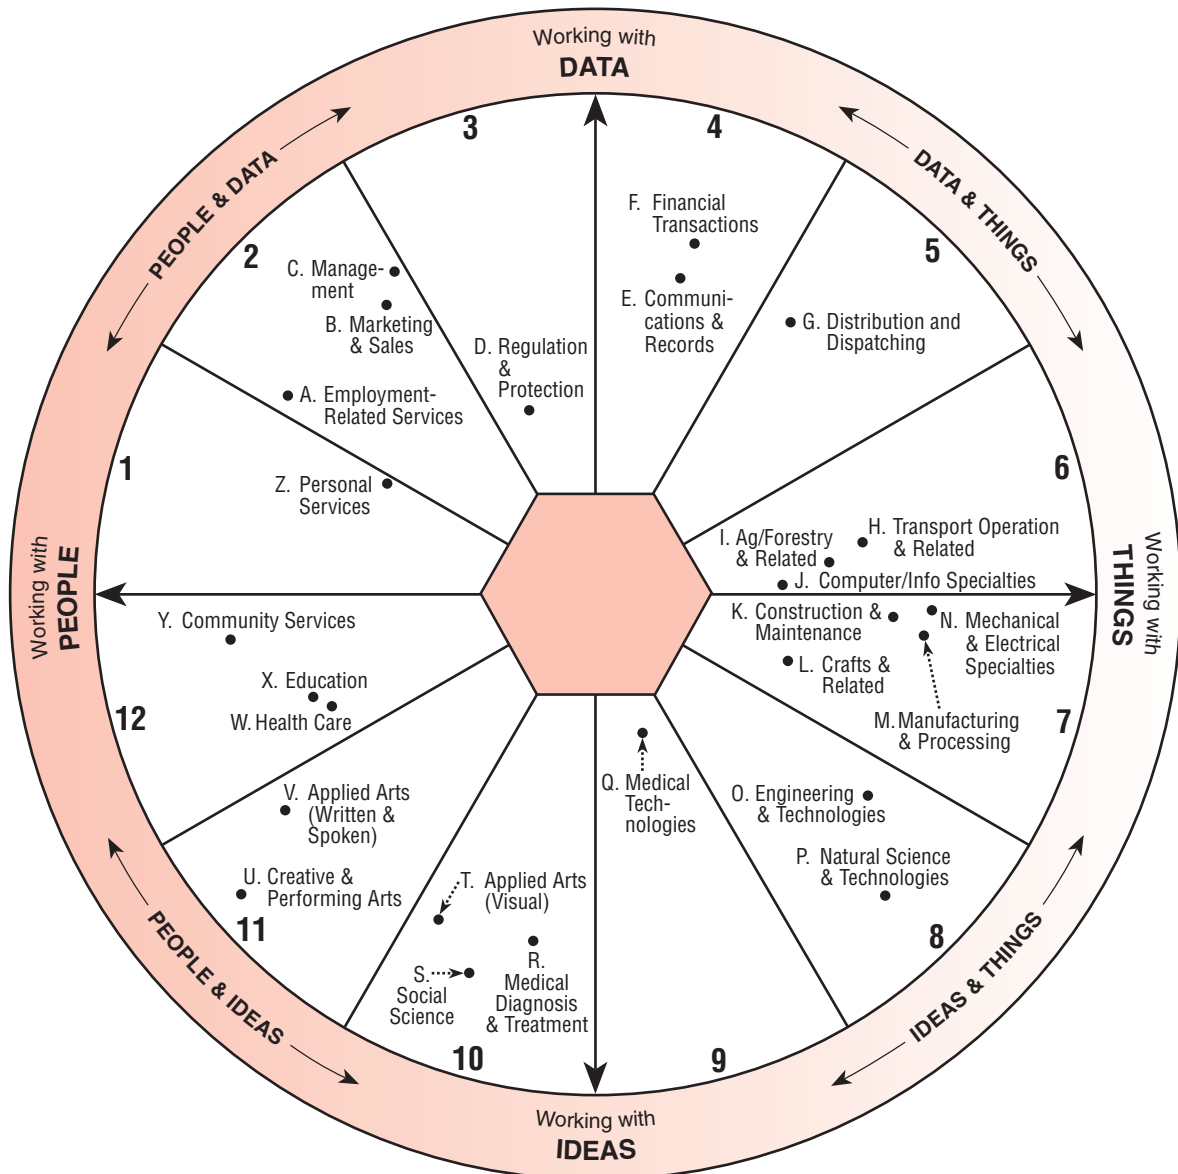 Working with
DATA
PEOPLE & DATA
DATA & THINGS
3
4
2
5
F. Financial
Transactions
E. Communi-
cations &
Records
C. Manage-
ment
B. Marketing
& Sales
D. Regulation
&
Protection
G. Distribution and
Dispatching
A. Employment-
Related Services
1
6
Z. Personal
Services
H. Transport Operation
& Related
I. Ag/Forestry
& Related
J. Computer/Info Specialties
Working with
PEOPLE
Working with
THINGS
Y. Community Services
K. Construction &
Maintenance
N. Mechanical
& Electrical
Specialties
L. Crafts &
Related
X. Education
W. Health Care
M. Manufacturing
& Processing
12
7
Q. Medical
Tech-
nologies
O. Engineering
& Technologies
V. Applied Arts
(Written &
Spoken)
P. Natural Science
& Technologies
U. Creative &
Performing Arts
T. Applied Arts
(Visual)
11
8
R.
Medical
Diagnosis
& Treatment
S.
Social
Science
10
9
PEOPLE & IDEAS
IDEAS & THINGS
Working with
IDEAS